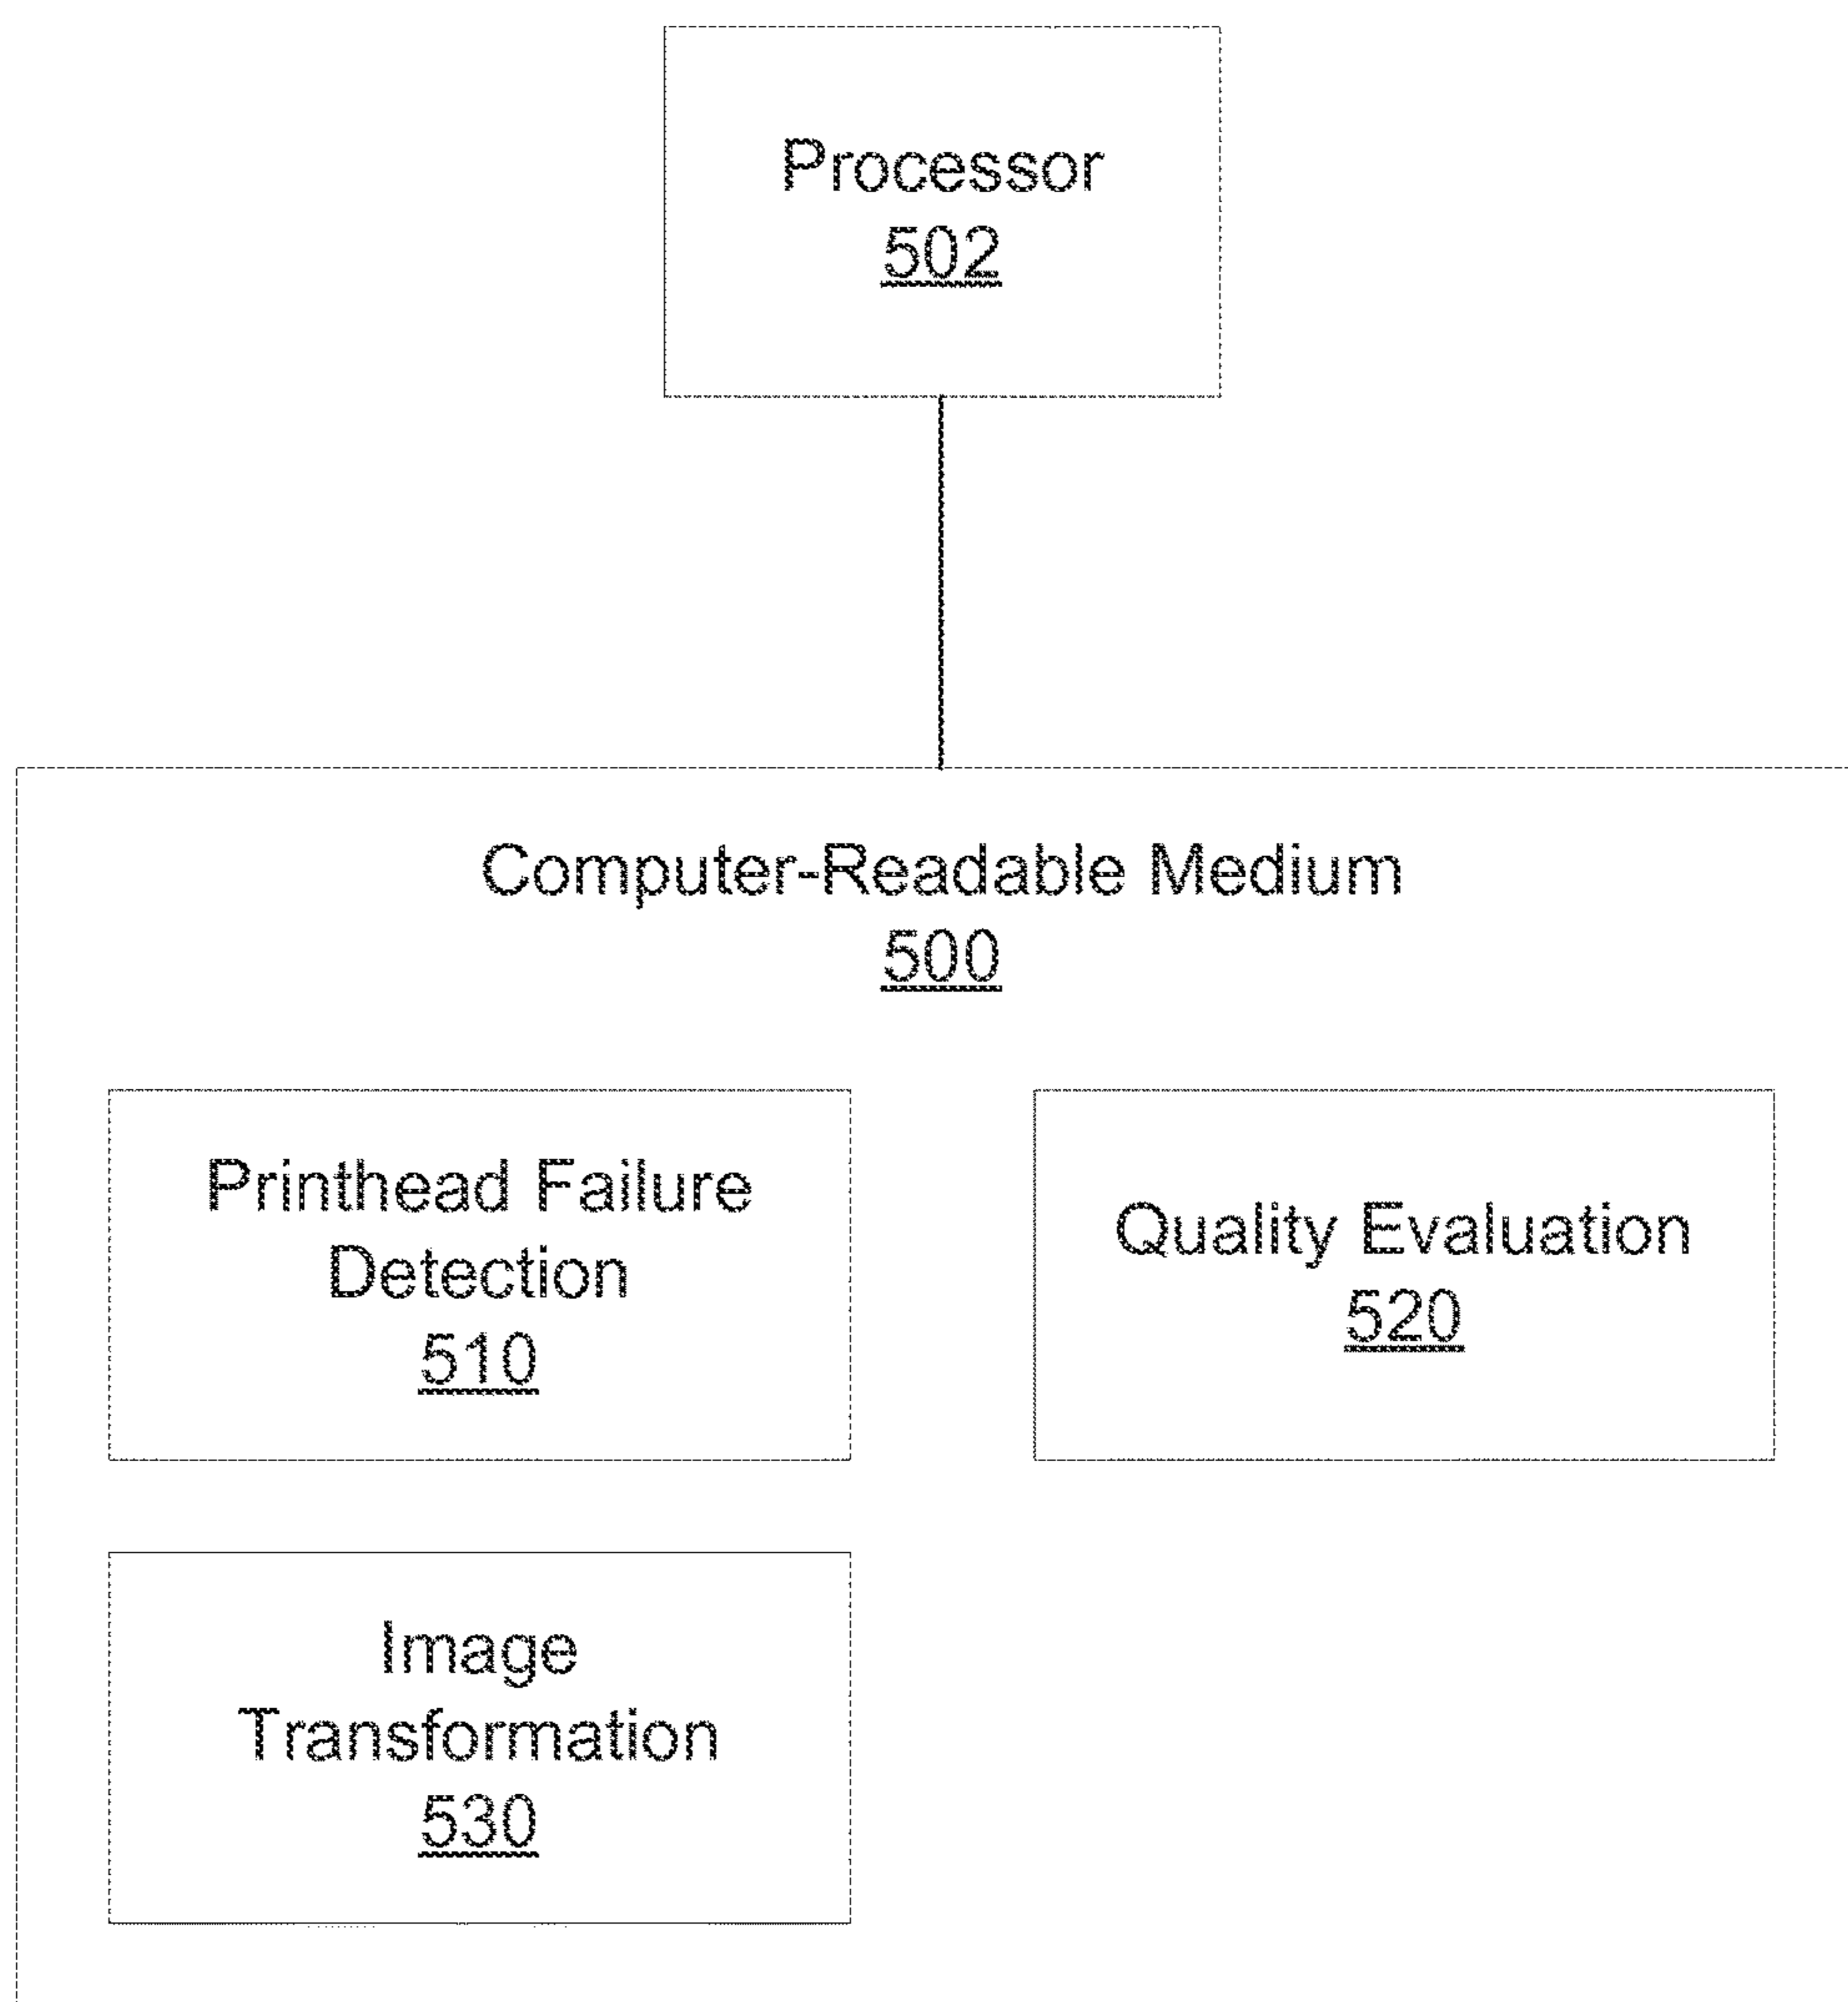 Processor
502
Computer-Readable Medium
500
Printhead Failure
Detection
510
Quality Evaluation
520
Image
Transformation
530